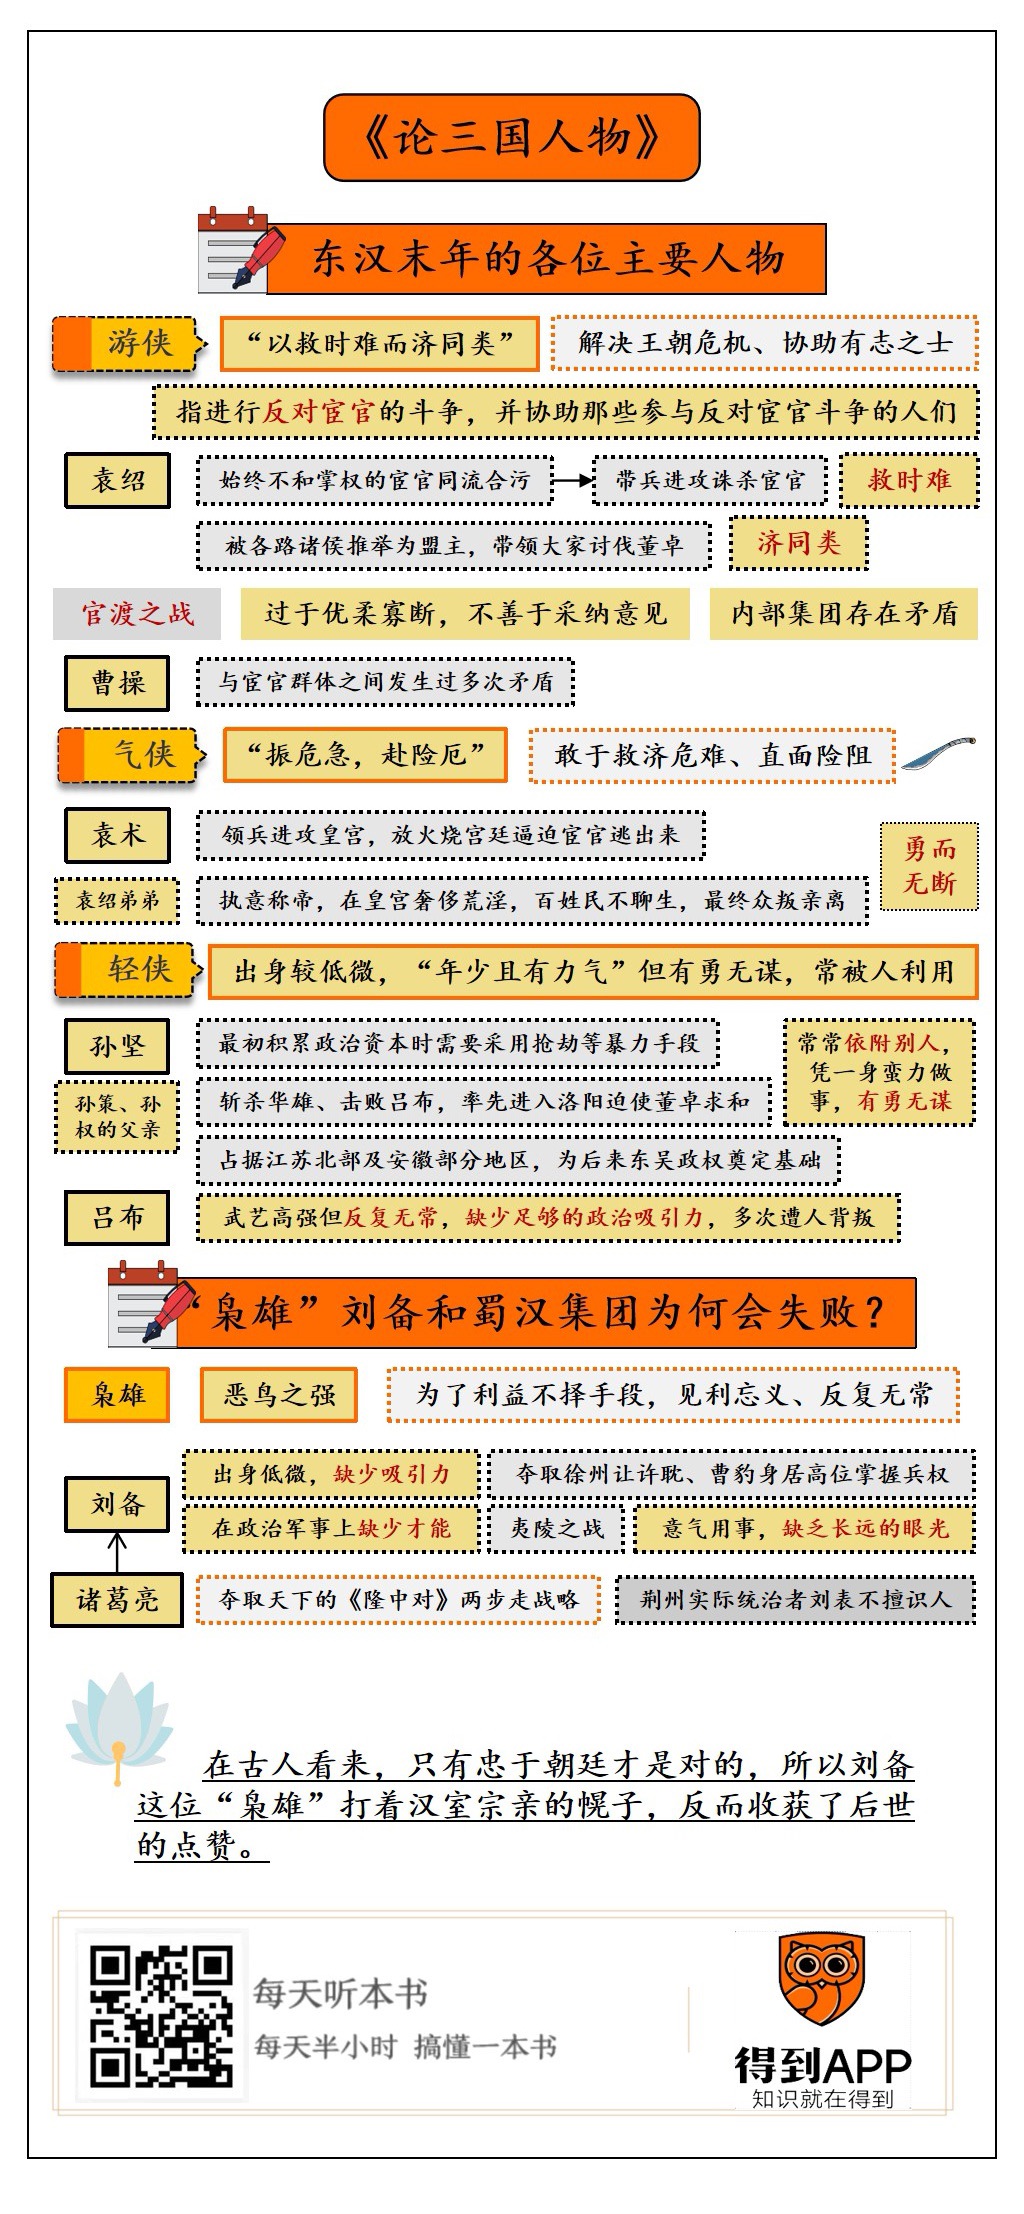 《论三国人物》
东汉末年的各位主要人物
游侠
“以救时难而济同类”
解决王朝危机、协助有志之士
指进行反对宦官的斗争，并协助那些参与反对宦官斗争的人们
袁绍
始终不和掌权的宦官同流合污
带兵进攻诛杀宦官
救时难
被各路诸侯推举为盟主，带领大家讨伐董卓
济同类
官渡之战
过于优柔寡断，不善于采纳意见
内部集团存在矛盾
曹操
与宦官群体之间发生过多次矛盾
气侠
“振危急，赴险厄”
敢于救济危难、直面险阻
袁术
领兵进攻皇宫，放火烧宫廷逼迫宦官逃出来
勇而
无断
袁绍弟弟
执意称帝，在皇宫奢侈荒淫，百姓民不聊生，最终众叛亲离
轻侠
出身较低微，“年少且有力气”但有勇无谋，常被人利用
孙坚
最初积累政治资本时需要采用抢劫等暴力手段
常常依附别人，
凭一身蛮力做
事，有勇无谋
孙策、孙
权的父亲
斩杀华雄、击败吕布，率先进入洛阳迫使董卓求和
占据江苏北部及安徽部分地区，为后来东吴政权奠定基础
吕布
武艺高强但反复无常，缺少足够的政治吸引力，多次遭人背叛
“枭雄”刘备和蜀汉集团为何会失败？
枭雄
恶鸟之强
为了利益不择手段，见利忘义、反复无常
刘备
出身低微，缺少吸引力
夺取徐州让许耽、曹豹身居高位掌握兵权
在政治军事上缺少才能
夷陵之战
意气用事，缺乏长远的眼光
诸葛亮
夺取天下的《隆中对》两步走战略
荆州实际统治者刘表不擅识人
在古人看来，只有忠于朝廷才是对的，所以刘备
这位“枭雄”打着汉室宗亲的幌子，反而收获了后世
的点赞。
每天听本书
每天半小时 搞懂一本书
得到APP
知识就在得到